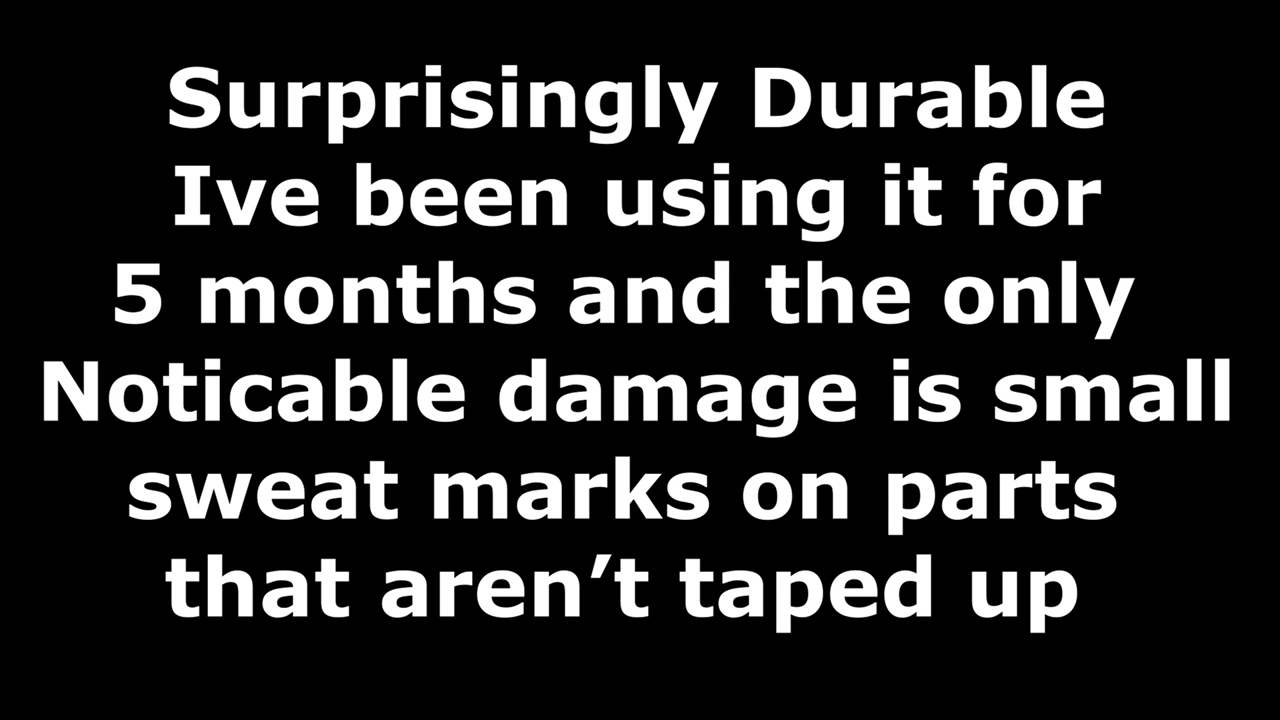 Surprisingly Durable
Ive been using it for
5 months and the only
Noticable damage is small
sweat marks on parts
that aren’t taped up